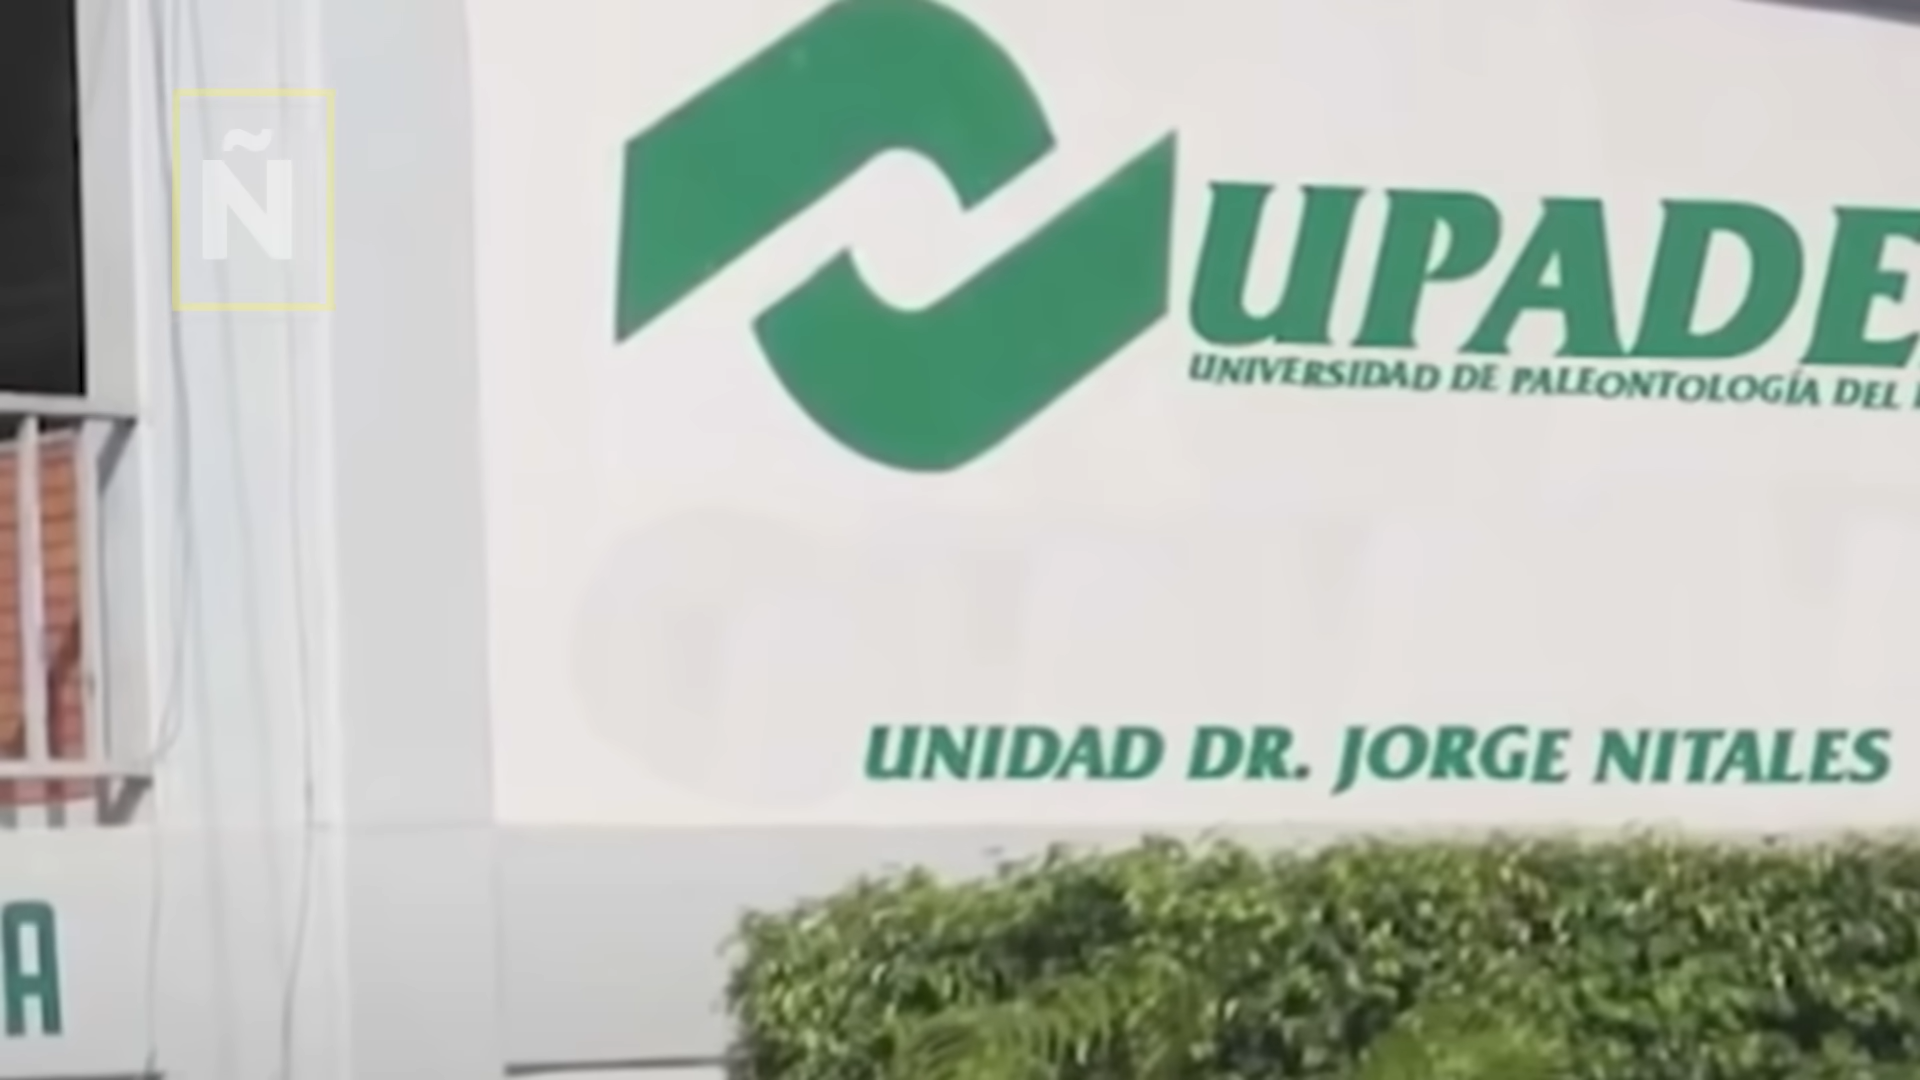 Ñ
UPADE
UNIVERSIDAD DE PALEONTOLOGÍA DEL
UNIDAD DR. JORGE NITALES
A